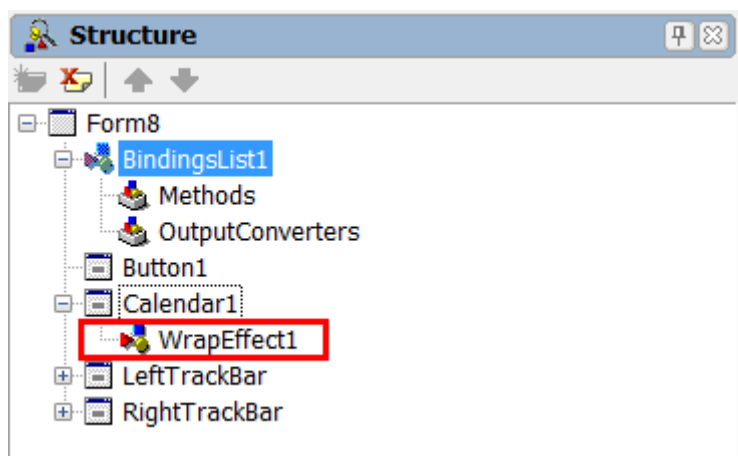 Structure
Form8
BindingsList1
Methods
OutputConverters
Button1
Calendar1
WrapEffect1
LeftTrackBar
RightTrackBar